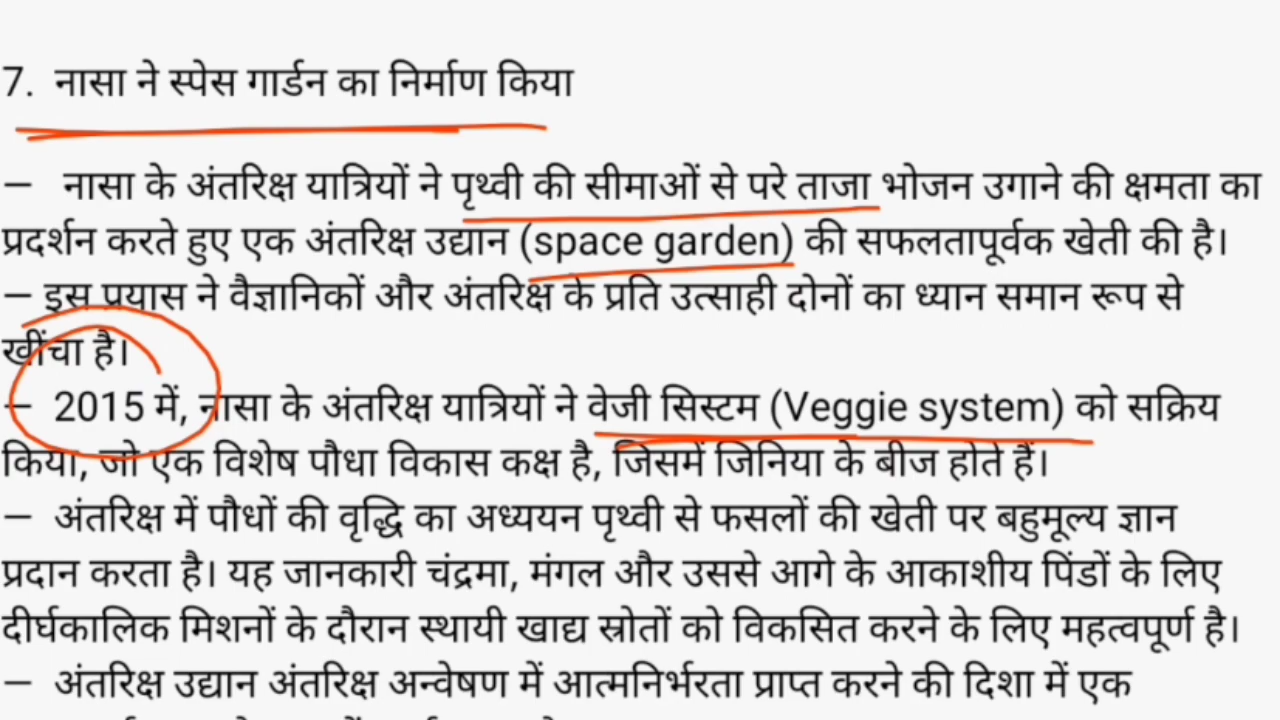 7. नासा ने स्पेस गार्डन का निर्माण किया
– नासा के अंतरिक्ष यात्रियों ने पृथ्वी की सीमाओं से परे ताजा भोजन उगाने की क्षमता का
प्रदर्शन करते हुए एक अंतरिक्ष उद्यान (space garden) की सफलतापूर्वक खेती की है।
– इस प्रयास ने वैज्ञानिकों और अंतरिक्ष के प्रति उत्साही दोनों का ध्यान समान रूप से
खींचा है।
– 2015 में, नासा के अंतरिक्ष यात्रियों ने वेजी सिस्टम (Veggie system) को सक्रिय
किया, जो एक विशेष पौधा विकास कक्ष है, जिसमें जिनिया के बीज होते हैं।
– अंतरिक्ष में पौधों की वृद्धि का अध्ययन पृथ्वी से फसलों की खेती पर बहुमूल्य ज्ञान
प्रदान करता है। यह जानकारी चंद्रमा, मंगल और उससे आगे के आकाशीय पिंडों के लिए
दीर्घकालिक मिशनों के दौरान स्थायी खाद्य स्रोतों को विकसित करने के लिए महत्वपूर्ण है।
– अंतरिक्ष उद्यान अंतरिक्ष अन्वेषण में आत्मनिर्भरता प्राप्त करने की दिशा में एक